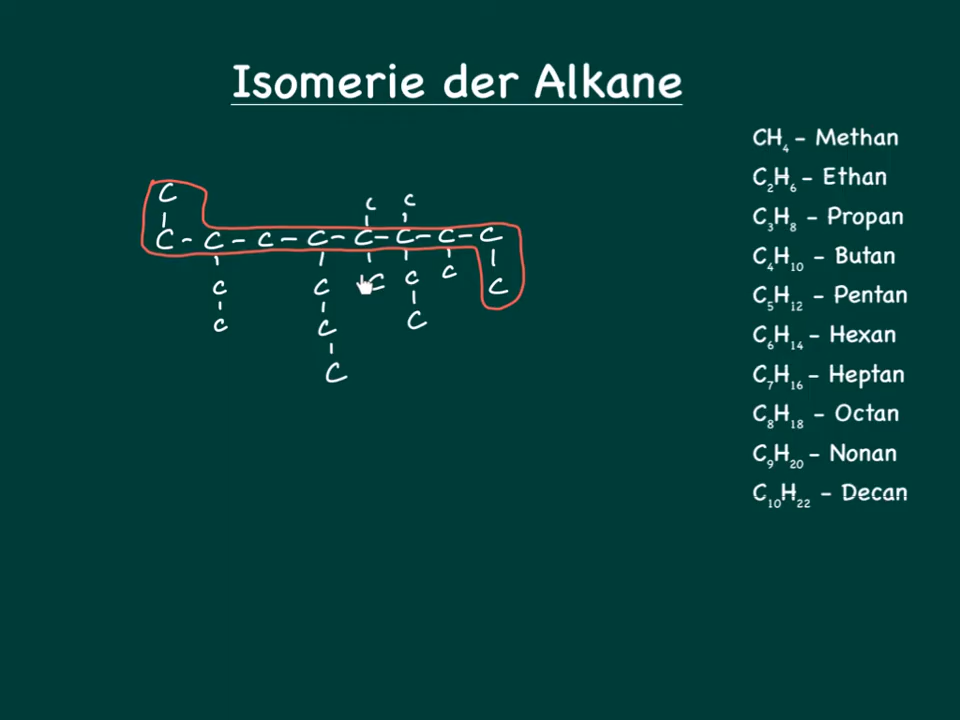 Isomerie der Alkane
CH₄ – Methan
C₂H₆ – Ethan
C₃H₈ – Propan
C₄H₁₀ – Butan
C₅H₁₂ – Pentan
C₆H₁₄ – Hexan
C₇H₁₆ – Heptan
C₈H₁₈ – Octan
C₉H₂₀ – Nonan
C₁₀H₂₂ – Decan
C C C
C - C - C - C - C - C - C - C
C C C C C C
C C C
C